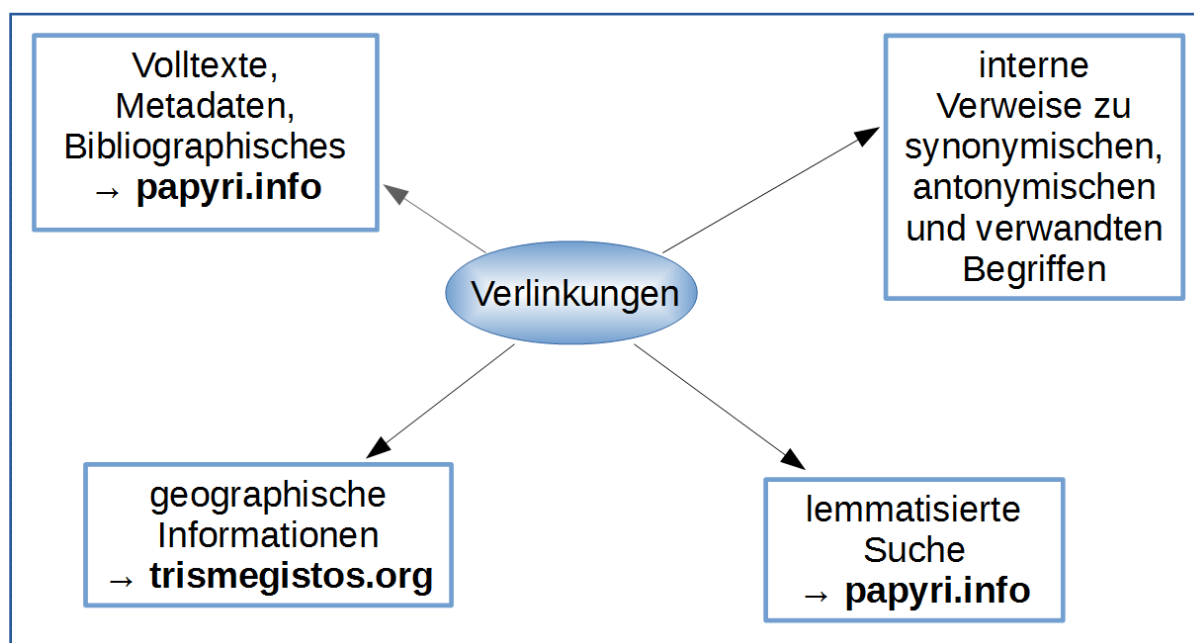 Volltexte,
Metadaten,
Bibliographisches
→ papyri.info
interne
Verweise zu
synonymischen,
antonymischen
und verwandten
Begriffen
Verlinkungen
geographische
Informationen
→ trismegistos.org
lemmatisierte
Suche
→ papyri.info